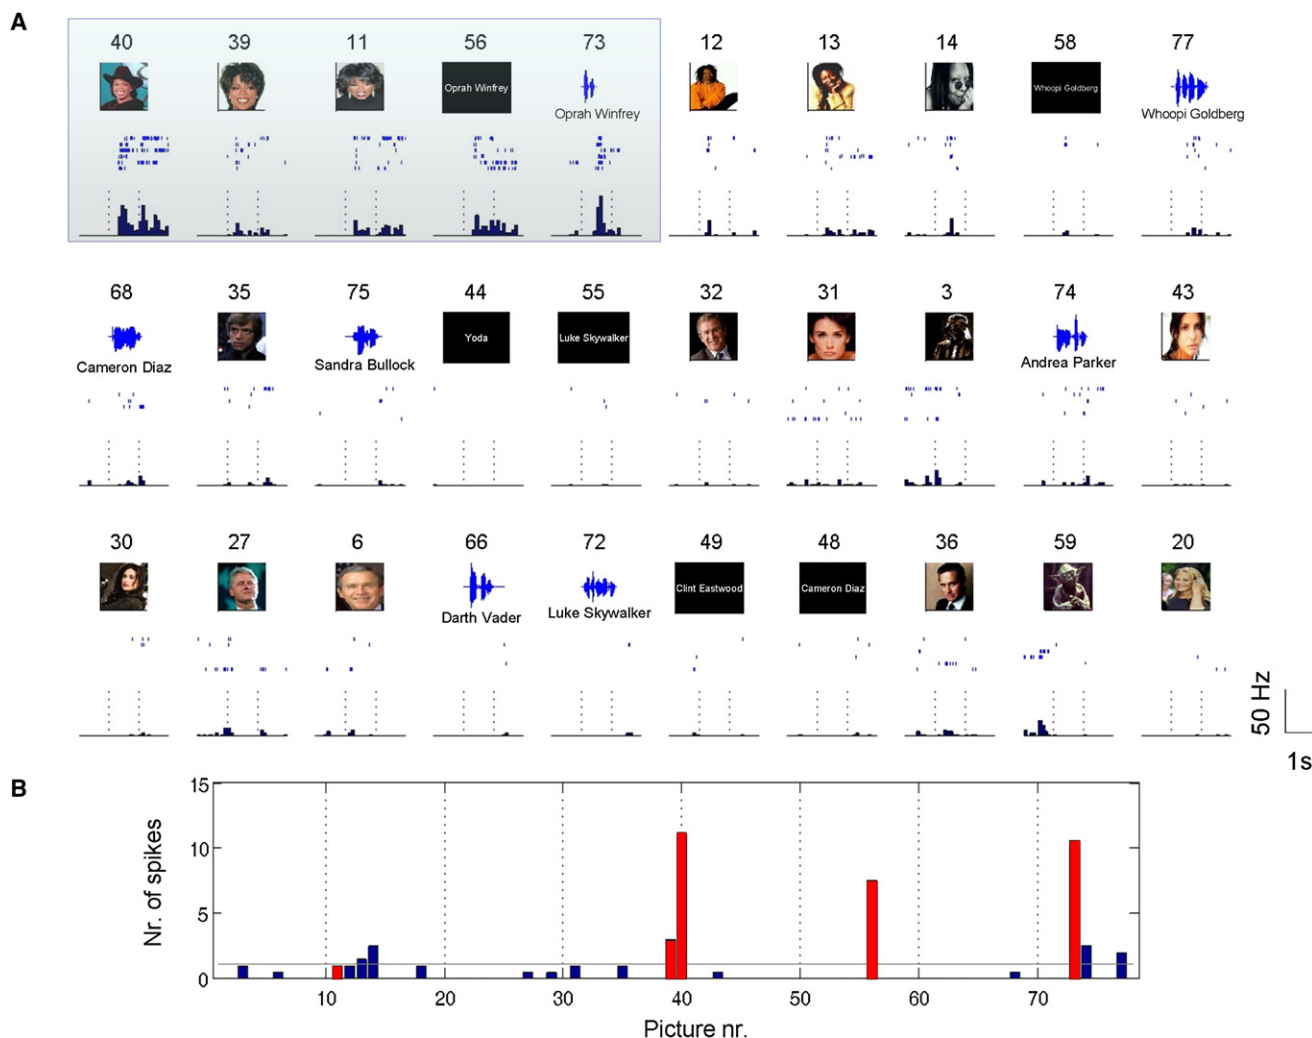 A
40 39 11 56 73 12 13 14 58 77
Oprah Winfrey
Oprah Winfrey
Whoopi Goldberg
Whoopi Goldberg
68 35 75 44 55 32 31 3 74 43
Cameron Diaz
Sandra Bullock
Yoda
Luke Skywalker
Andrea Parker
30 27 6 66 72 49 48 36 59 20
Darth Vader
Luke Skywalker
Clint Eastwood
Cameron Diaz
50 Hz
1s
B
15
10
5
0
Nr. of spikes
10 20 30 40 50 60 70
Picture nr.